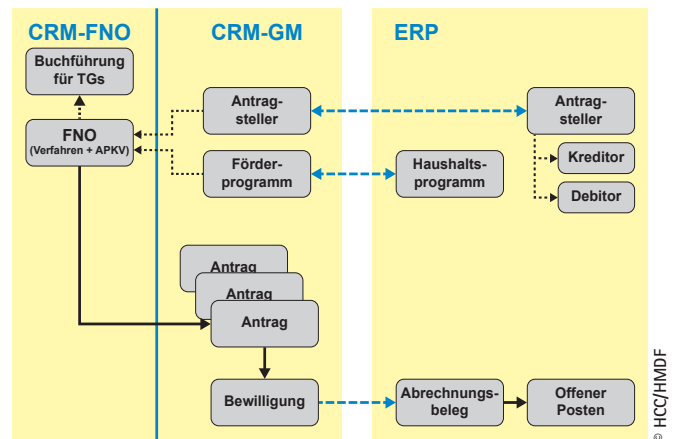 CRM-FNO
CRM-GM
ERP
Buchführung
für TGs
FNO
(Verfahren + APKV)
Antrag-
steller
Antrag-
steller
Förder-
programm
Haushalts-
programm
Kreditor
Debitor
Antrag
Antrag
Antrag
Bewilligung
Abrechnungs-
beleg
Offener
Posten
© HCC/HMDF